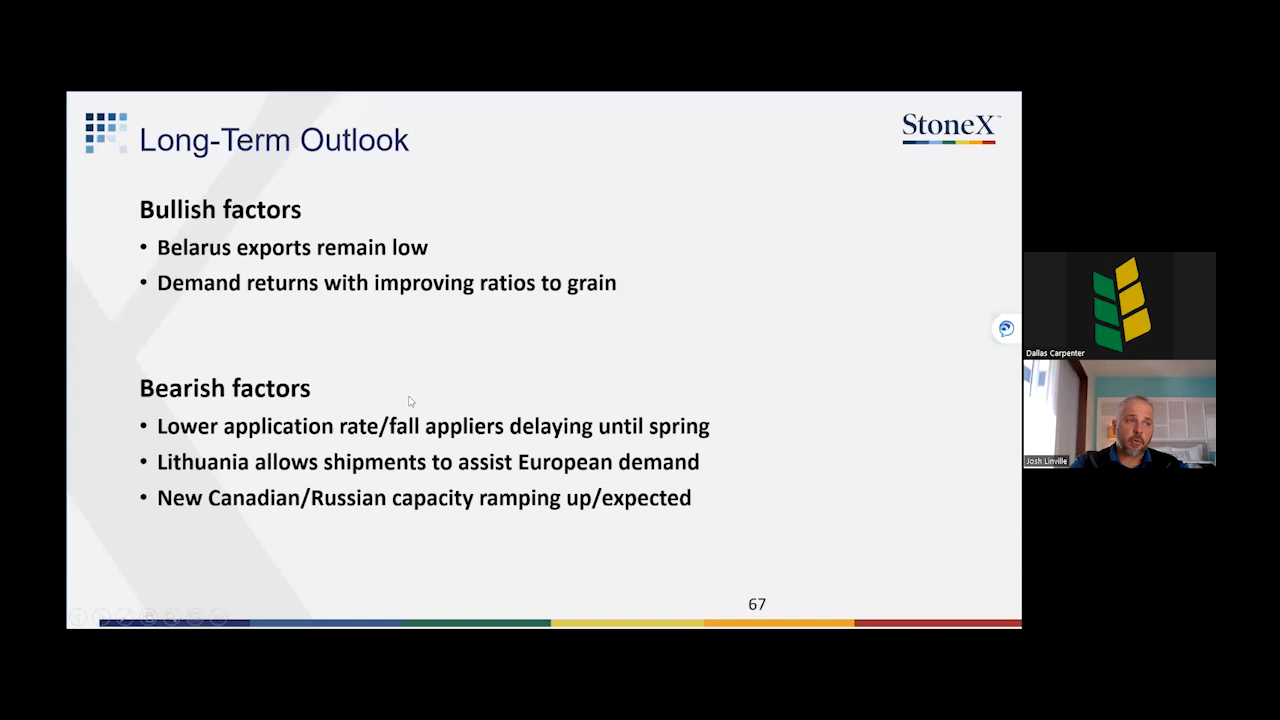 Long-Term Outlook
StoneX™
Bullish factors
• Belarus exports remain low
• Demand returns with improving ratios to grain
Bearish factors
• Lower application rate/fall appliers delaying until spring
• Lithuania allows shipments to assist European demand
• New Canadian/Russian capacity ramping up/expected
67
Dallas Carpenter
Josh Linville